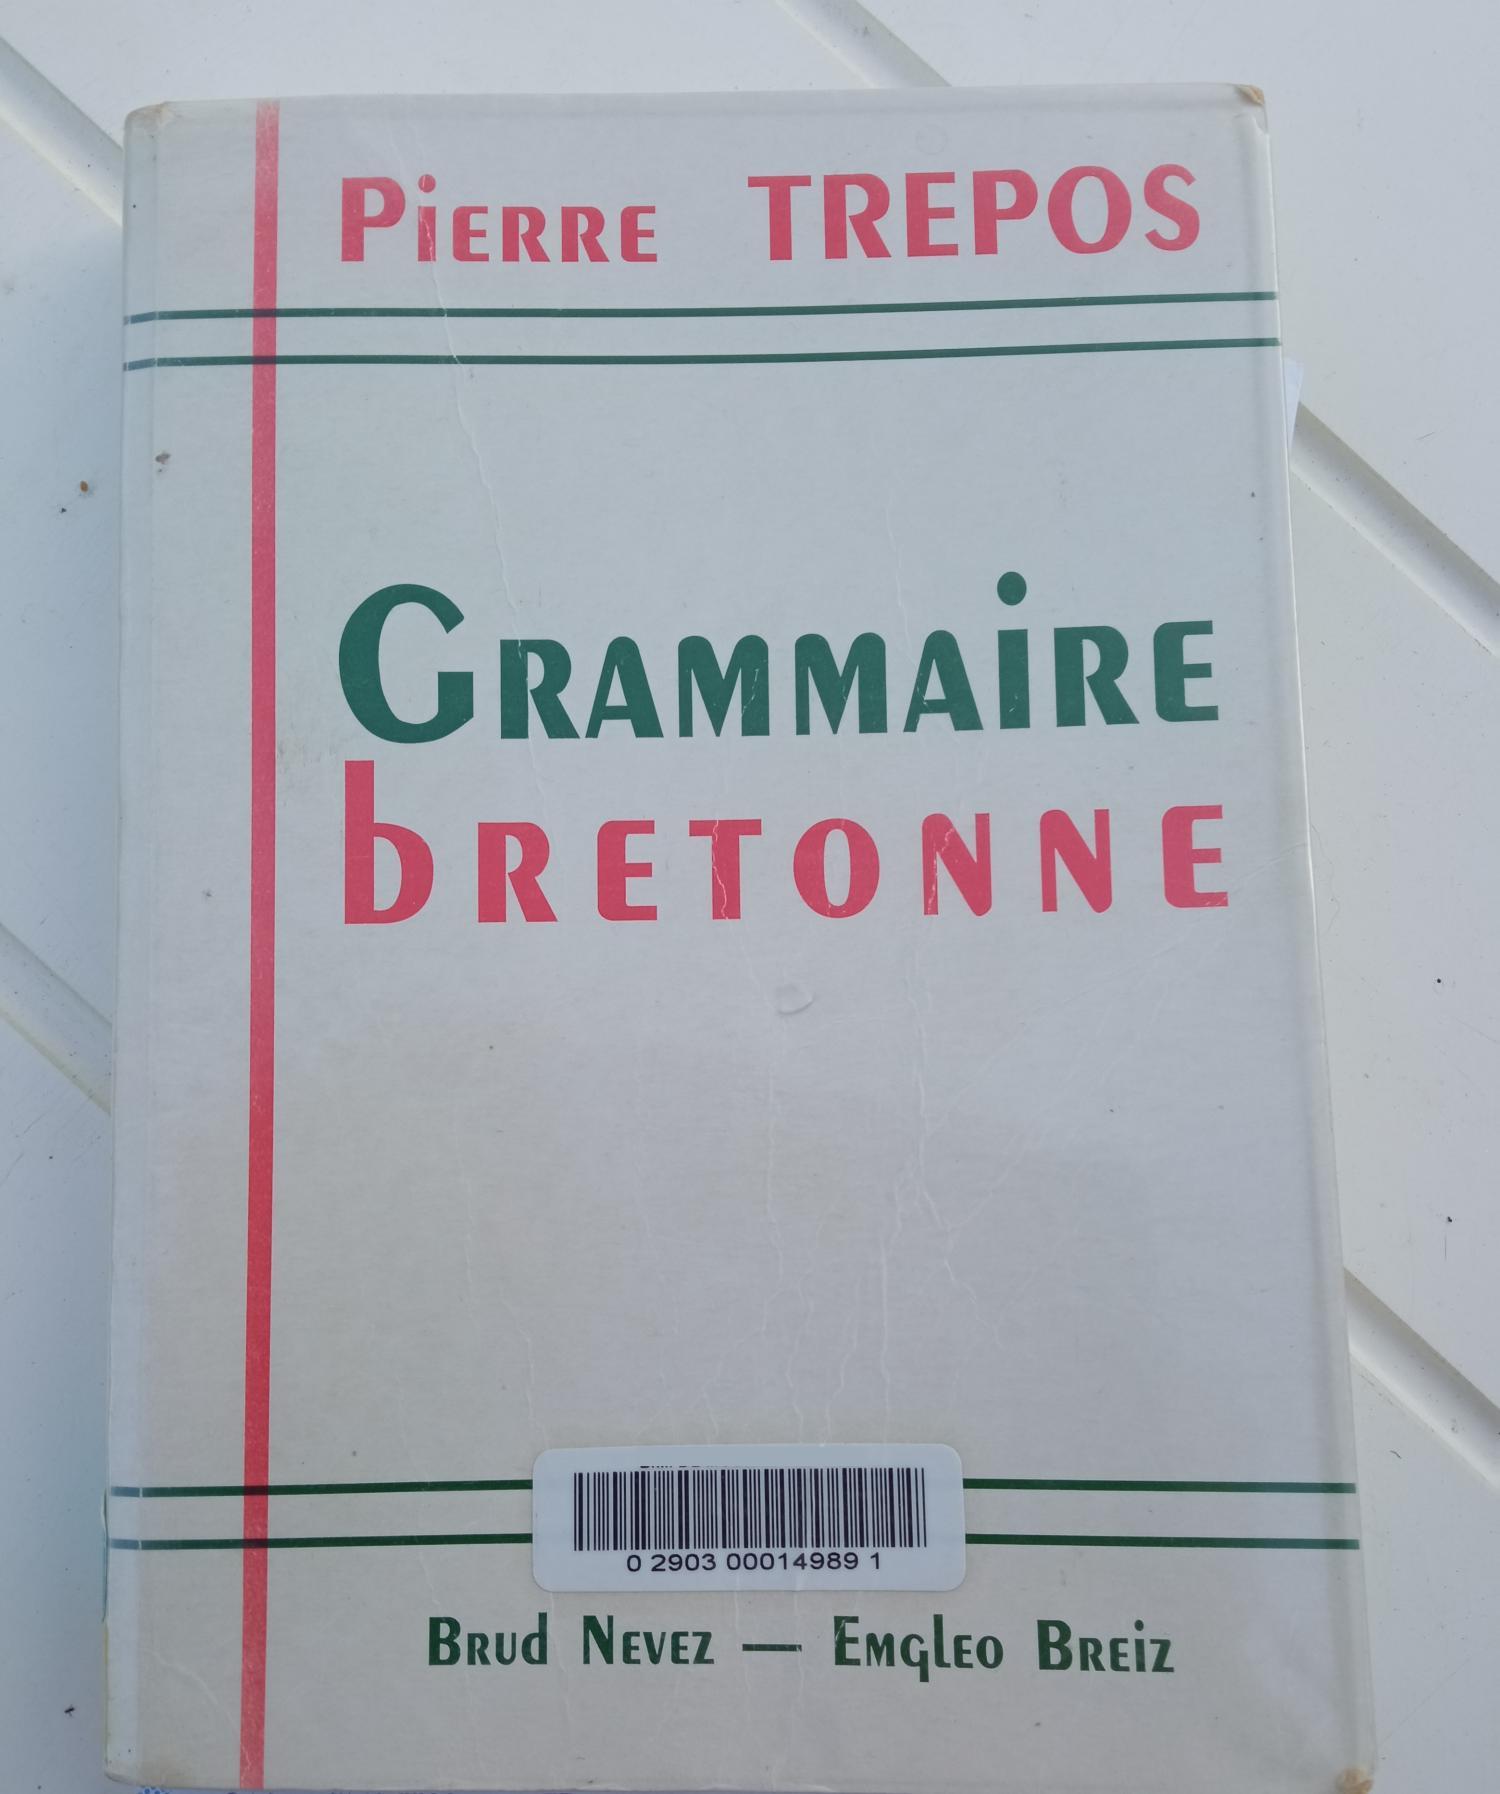 Pierre TREPOS
Grammaire
bretonne
0 2903 00014989 1
Brud Nevez — Emgleo Breiz